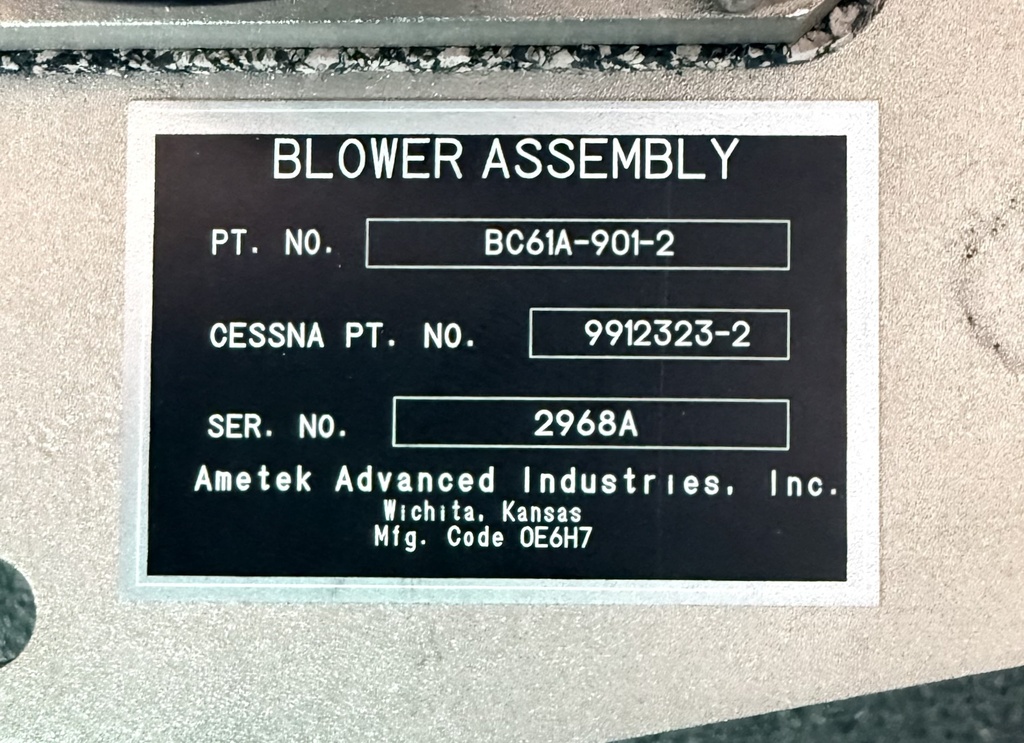 BLOWER ASSEMBLY
PT. NO. BC61A-901-2
CESSNA PT. NO. 9912323-2
SER. NO. 2968A
Ametek Advanced Industries, Inc.
Wichita, Kansas
Mfg. Code 0E6H7